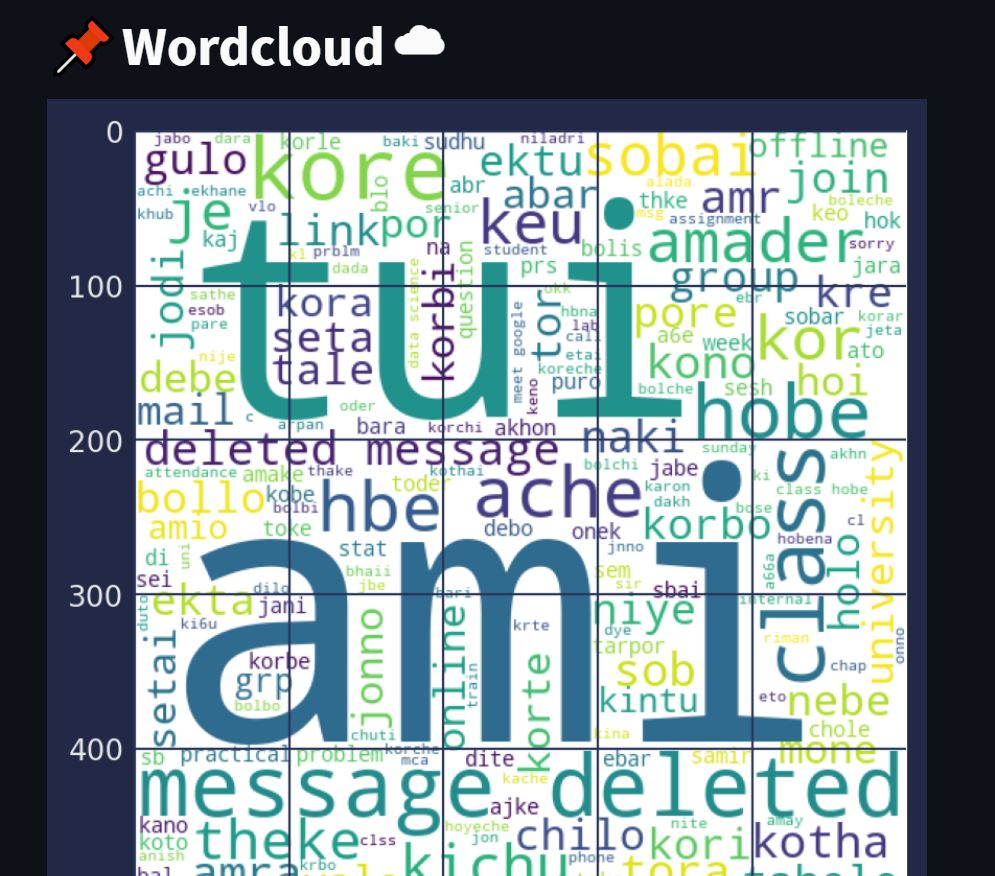 📌 Wordcloud ☁
0
jabo dara korle baki sudhu niladri offline
gulo kore ektu sobai
achi ekhane blo abr abar alada amr join
khub je vlo link por senior keu thke msg assignment boleche keo hok
kaj kl prblm na student bolis amader sorry
jodi dada question prs group jara
100
sathe kora data science korbi okk tor ebr kre
esob seta meet google hbna lab pore sobar korar
pare tui call a6e week kor jeta
nije tale etai koreche kono ato
debe keno puro bolche sesh hoi
mail c oder hobe
arpan bara korchi akhon naki
200
deleted message sunday akhn
attendance amake thake kothai bolchi jabe ki
bollo kobe bolbi toder ache karon dakh class hobe
amio toke hbe debo onek korbo bose cl
di uni stat jnno hobena class university
sei bhaii sem a66a holo
300
duto ekta dilo jbe bari sir sbai internal
ki6u jani ami krte niye dye riman onno
setai korbe jonno online tarpor chap
grp train korte sob eto nebe
bolbo kintu chole
chuti kina mone
400
sb practical problem korche mca dite ebar samir
message kache deleted
kano ajke amay
koto theke clss hoyeche jon chilo nite kori kotha
anish krbo kichu phone
amra tora